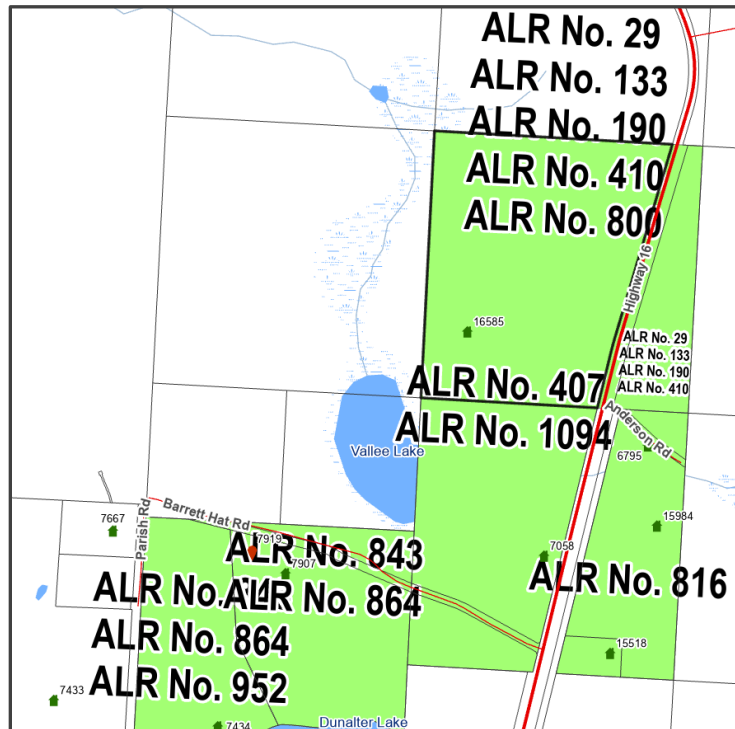 ALR No. 29
ALR No. 133
ALR No. 190
ALR No. 410
ALR No. 800
Highway 16
16585
ALR No. 29
ALR No. 133
ALR No. 190
ALR No. 410
ALR No. 407
ALR No. 1094
Anderson Rd
Vallee Lake
6795
7667
Parish Rd
Barrett Hat Rd
7919
15984
ALR No. 843
7907
7058
ALR No. 816
ALR No.
ALR No. 864
ALR No. 864
15518
ALR No. 952
7433
7434
Dunalter Lake